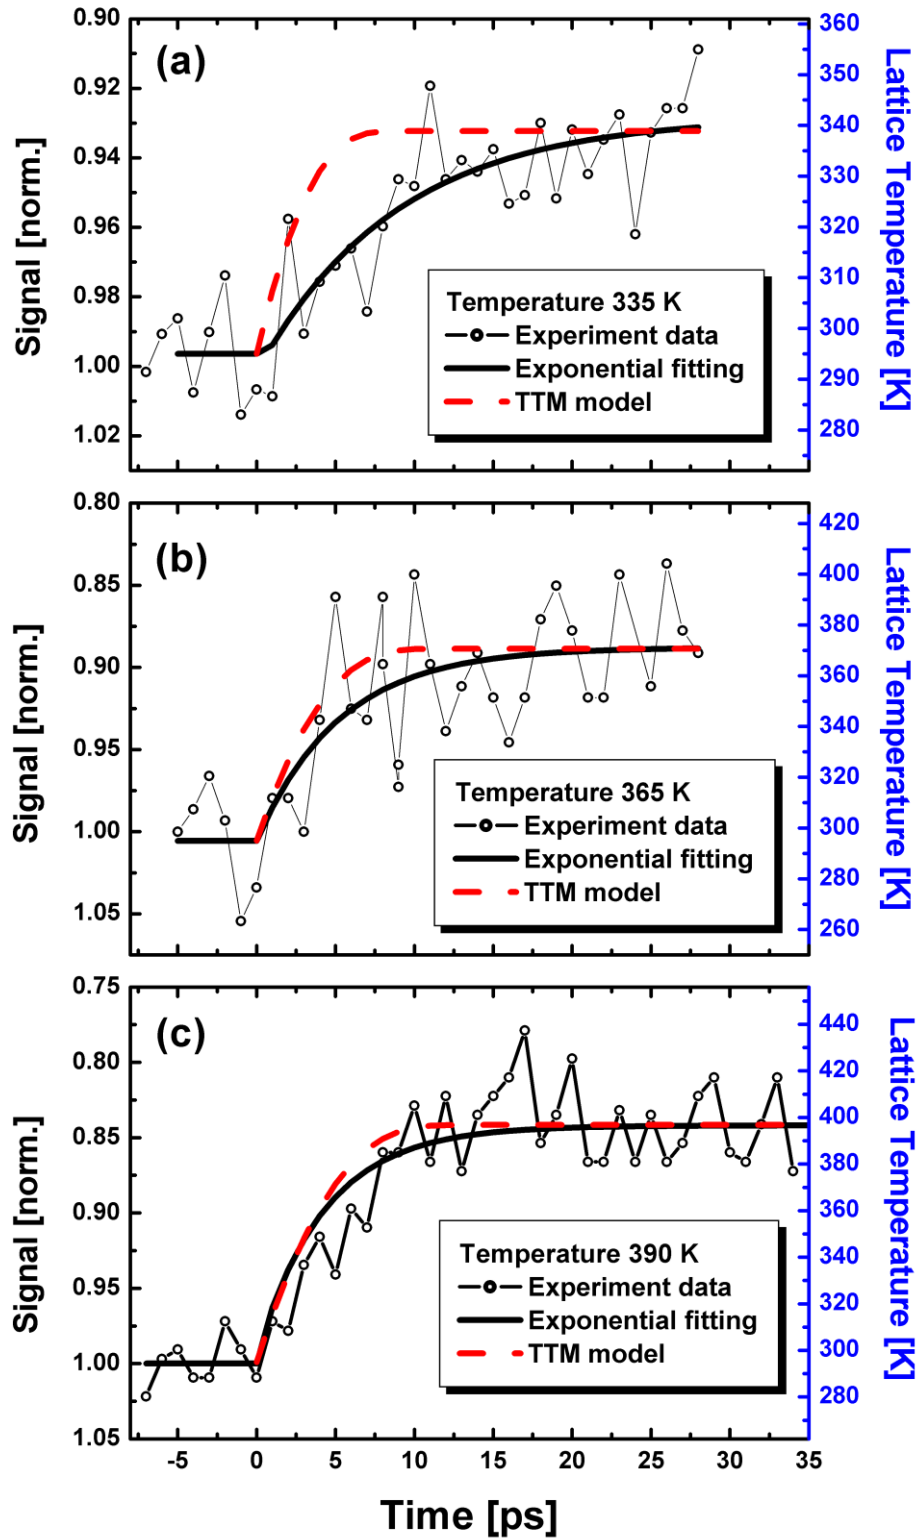 (a)
0.90
0.92
0.94
0.96
0.98
1.00
1.02
Signal [norm.]
360
350
340
330
320
310
300
290
280
Lattice Temperature [K]
Temperature 335 K
Experiment data
Exponential fitting
TTM model
(b)
0.80
0.85
0.90
0.95
1.00
1.05
Signal [norm.]
420
400
380
360
340
320
300
280
260
Lattice Temperature [K]
Temperature 365 K
Experiment data
Exponential fitting
TTM model
(c)
0.75
0.80
0.85
0.90
0.95
1.00
1.05
Signal [norm.]
440
420
400
380
360
340
320
300
280
Lattice Temperature [K]
Temperature 390 K
Experiment data
Exponential fitting
TTM model
-5 0 5 10 15 20 25 30 35
Time [ps]